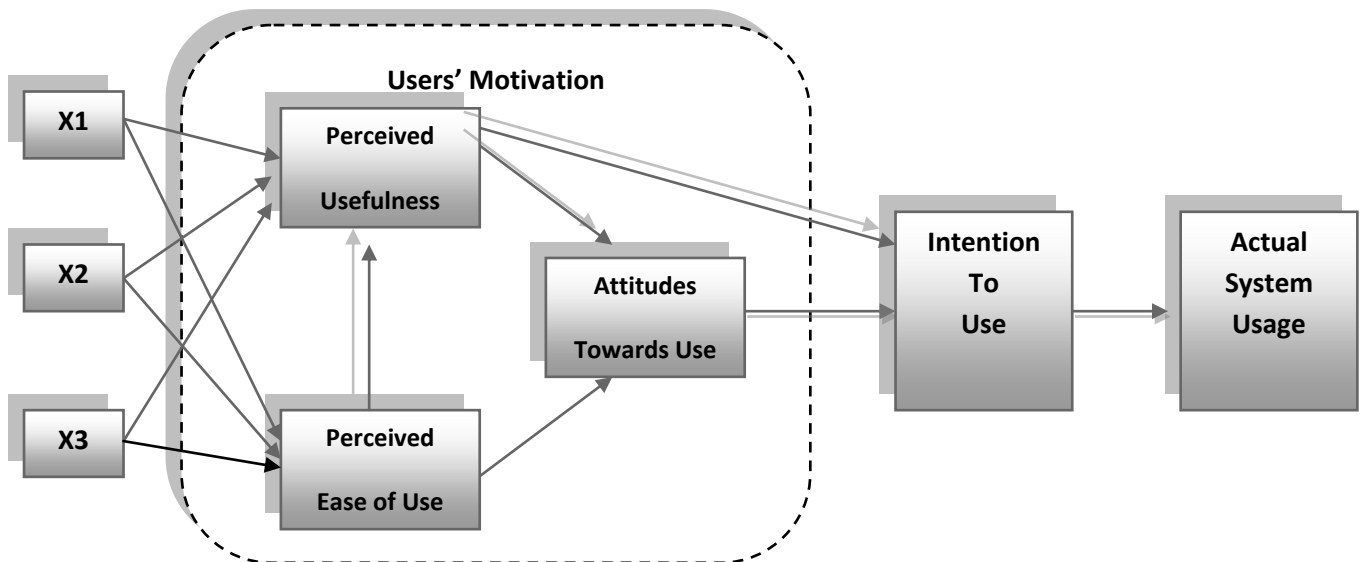 Users’ Motivation
X1
Perceived
Usefulness
X2
Attitudes
Towards Use
Intention
To
Use
Actual
System
Usage
X3
Perceived
Ease of Use